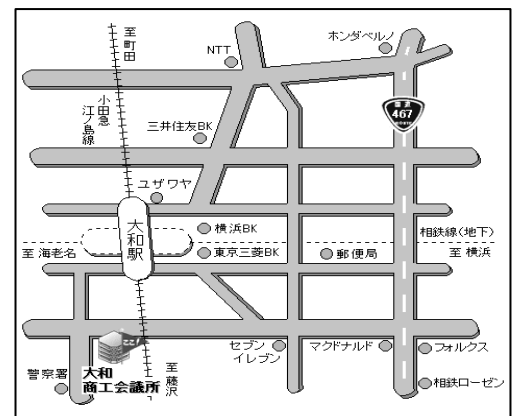 至町田
ホンダベルノ
NTT
小田急
江ノ島線
467
三井住友BK
ユザワヤ
大和駅
横浜BK
相鉄線(地下)
至 海老名
東京三菱BK
郵便局
至 横浜
ここ!
セブン
イレブン
マクドナルド
フォルクス
至藤沢
警察署
大和
商工会議所
相鉄ローゼン